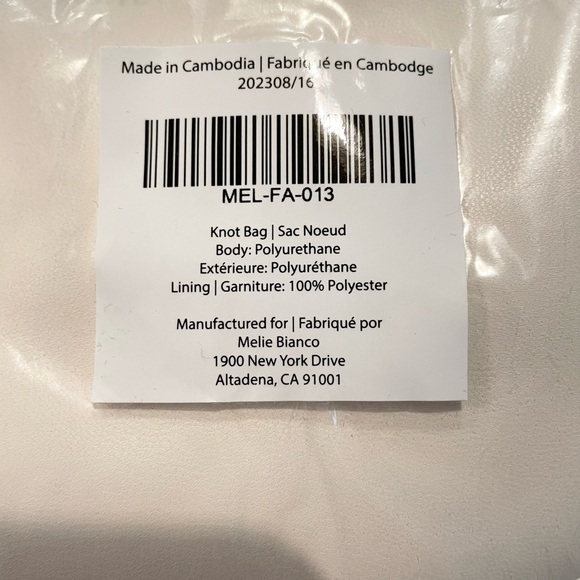 Made in Cambodia | Fabriqué en Cambodge
202308/16
MEL-FA-013
Knot Bag | Sac Noeud
Body: Polyurethane
Extérieure: Polyuréthane
Lining | Garniture: 100% Polyester
Manufactured for | Fabriqué por
Melie Bianco
1900 New York Drive
Altadena, CA 91001